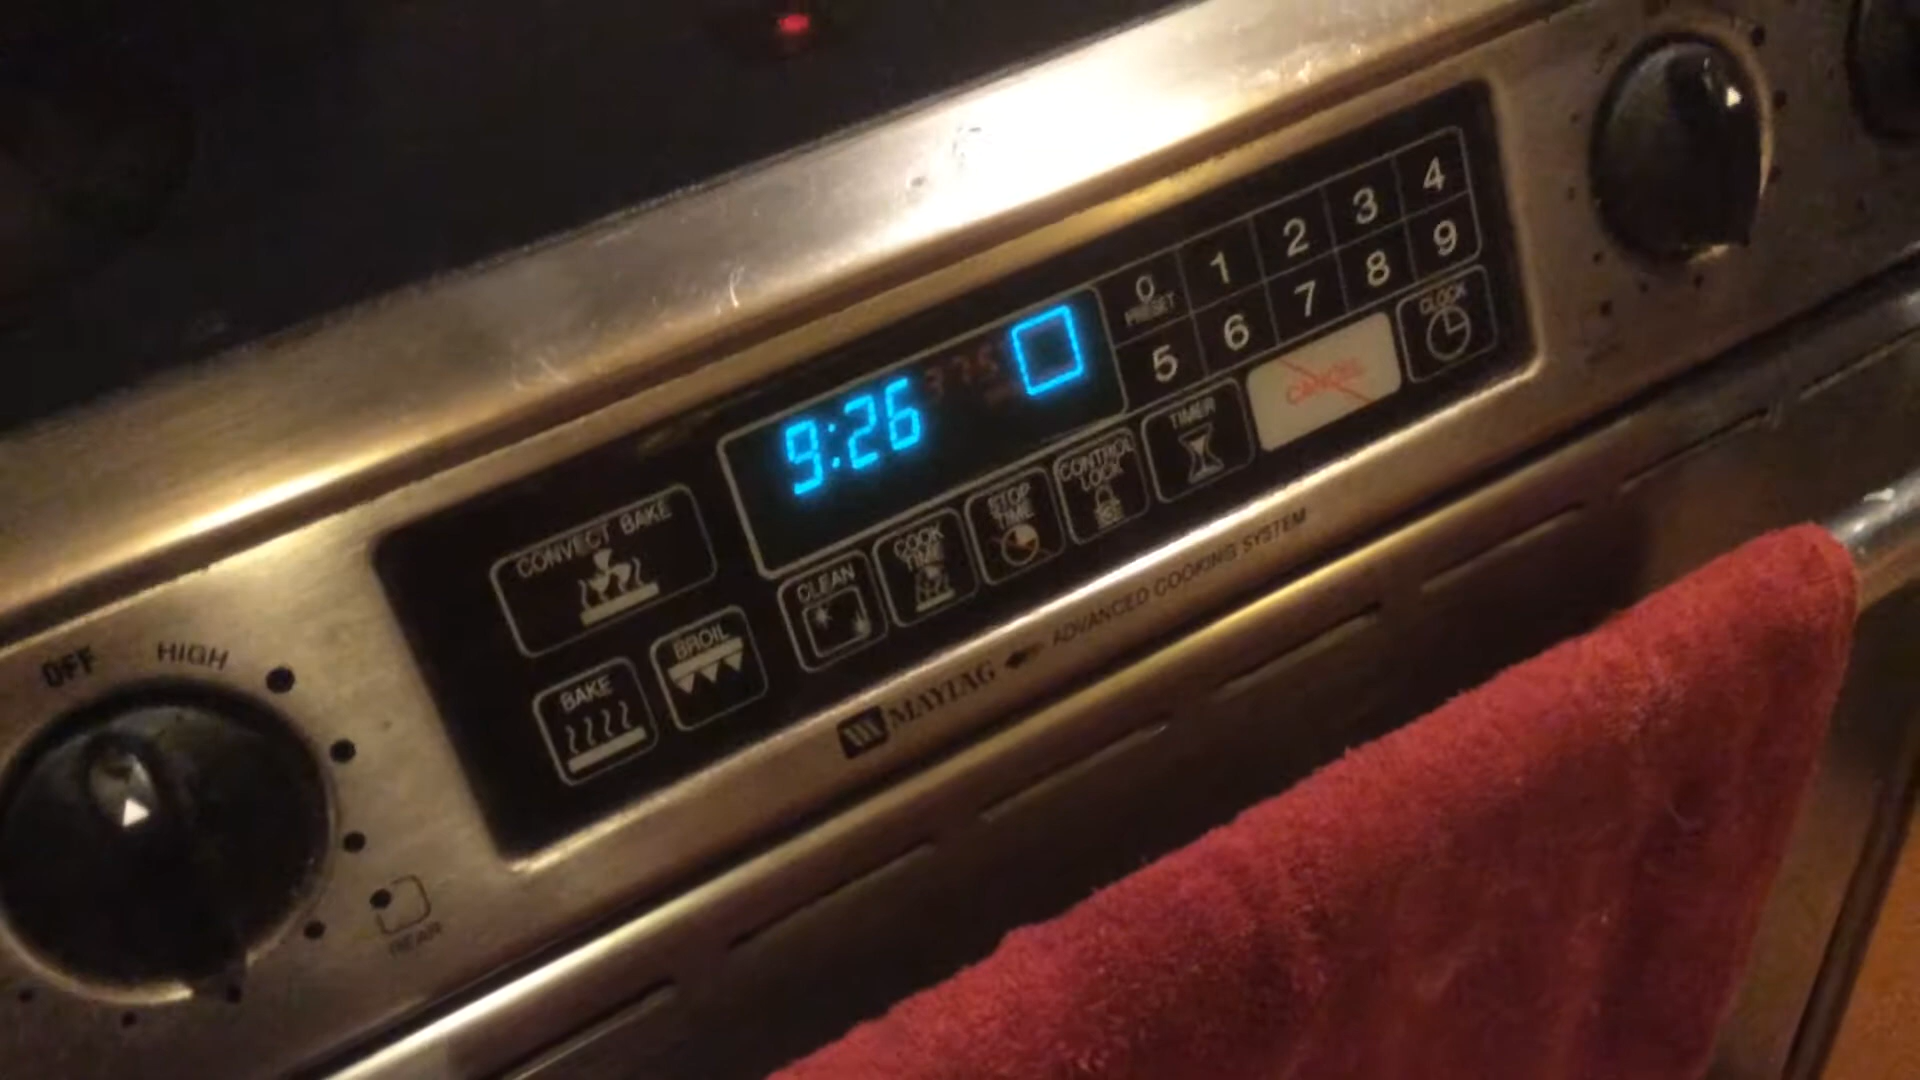 0 PRESET 1 2 3 4
5 6 7 8 9
9:26 375
CANCEL
CLOCK
CONVECT BAKE
CLEAN
COOK TIME
STOP TIME
CONTROL LOCK
TIMER
BAKE
BROIL
MAYTAG ADVANCED COOKING SYSTEM
OFF HIGH
REAR